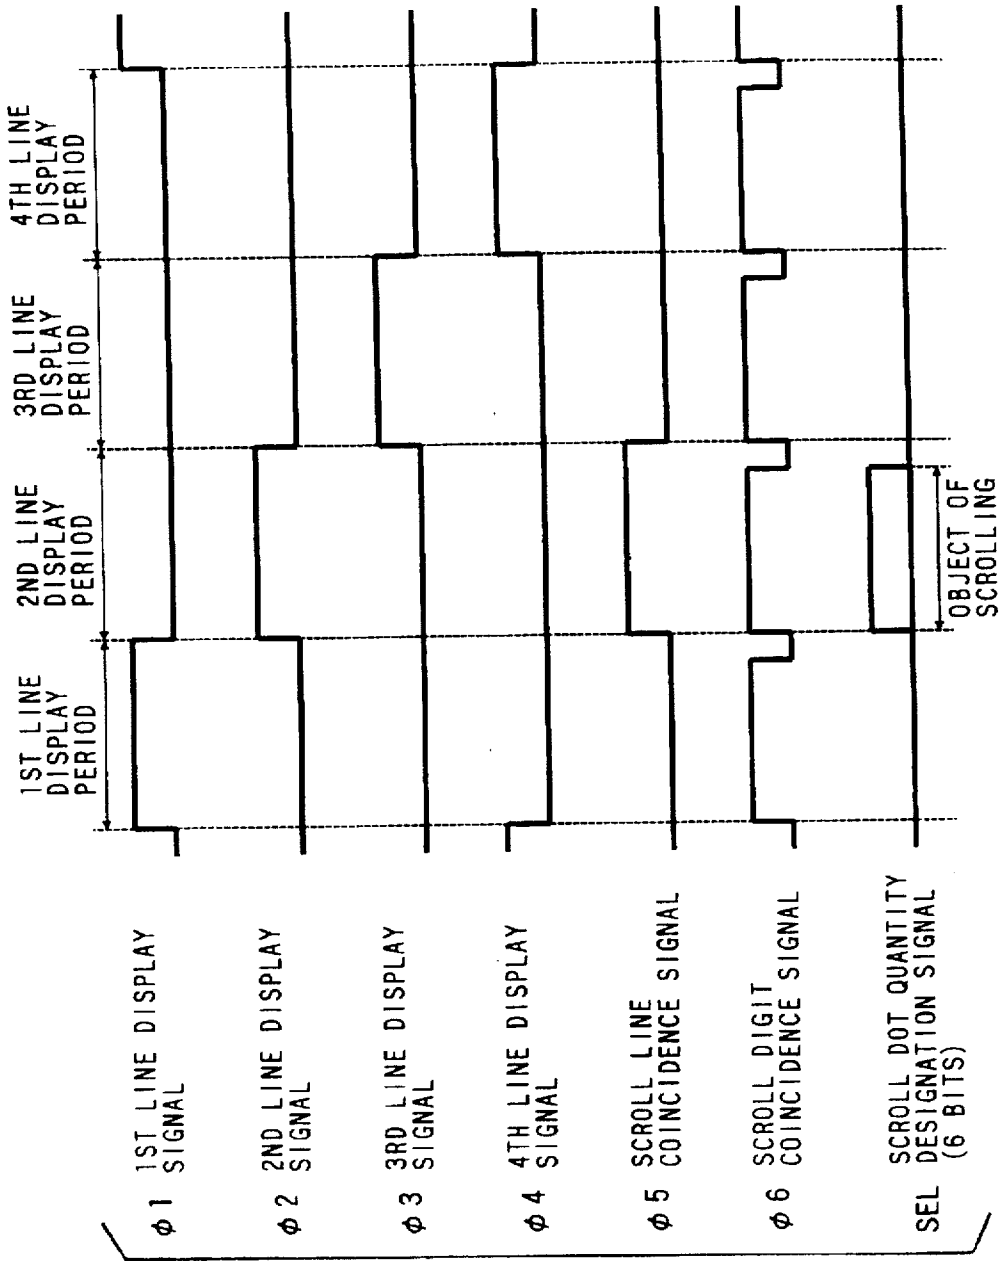 1ST LINE
DISPLAY
PERIOD
2ND LINE
DISPLAY
PERIOD
3RD LINE
DISPLAY
PERIOD
4TH LINE
DISPLAY
PERIOD
φ1 1ST LINE DISPLAY
SIGNAL
φ2 2ND LINE DISPLAY
SIGNAL
φ3 3RD LINE DISPLAY
SIGNAL
φ4 4TH LINE DISPLAY
SIGNAL
φ5 SCROLL LINE
COINCIDENCE SIGNAL
φ6 SCROLL DIGIT
COINCIDENCE SIGNAL
SCROLL DOT QUANTITY
SEL DESIGNATION SIGNAL
(6 BITS)
OBJECT OF
SCROLLING